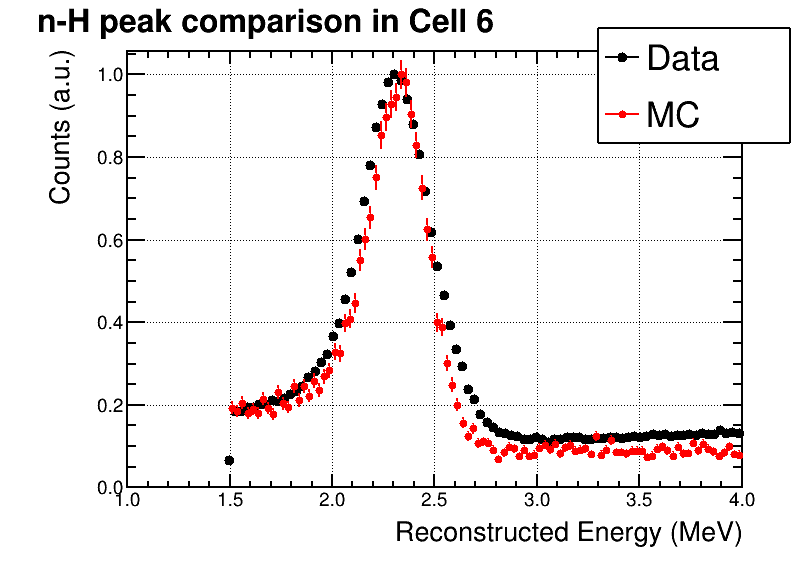 n-H peak comparison in Cell 6
Data
MC
Counts (a.u.)
1.0
0.8
0.6
0.4
0.2
0.0
1.0 1.5 2.0 2.5 3.0 3.5 4.0
Reconstructed Energy (MeV)